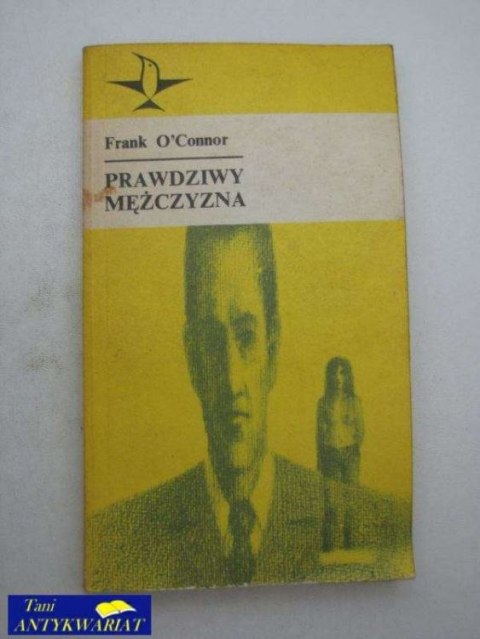 Frank O'Connor
PRAWDZIWY
MĘŻCZYZNA
Tani
ANTYKWARIAT